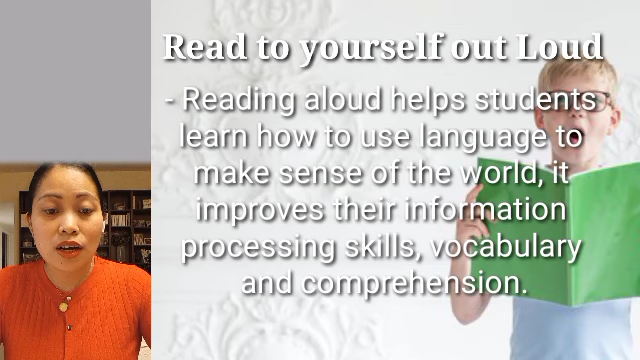 Read to yourself out Loud
- Reading aloud helps students
learn how to use language to
make sense of the world, it
improves their information
processing skills, vocabulary
and comprehension.